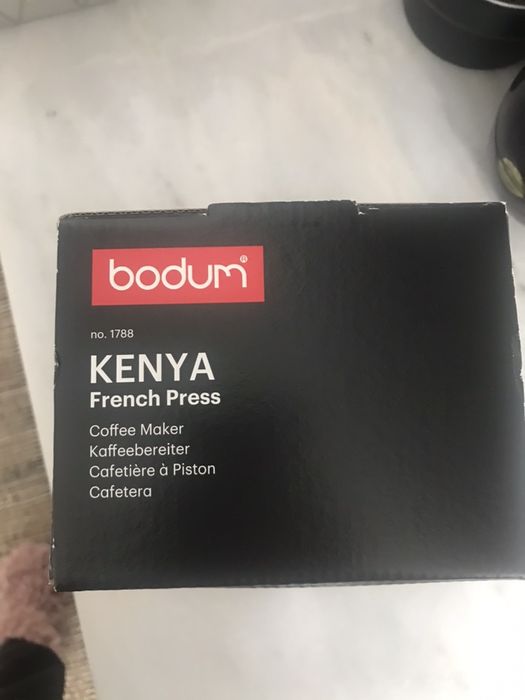 bodum®
no. 1788
KENYA
French Press
Coffee Maker
Kaffeebereiter
Cafetière à Piston
Cafetera